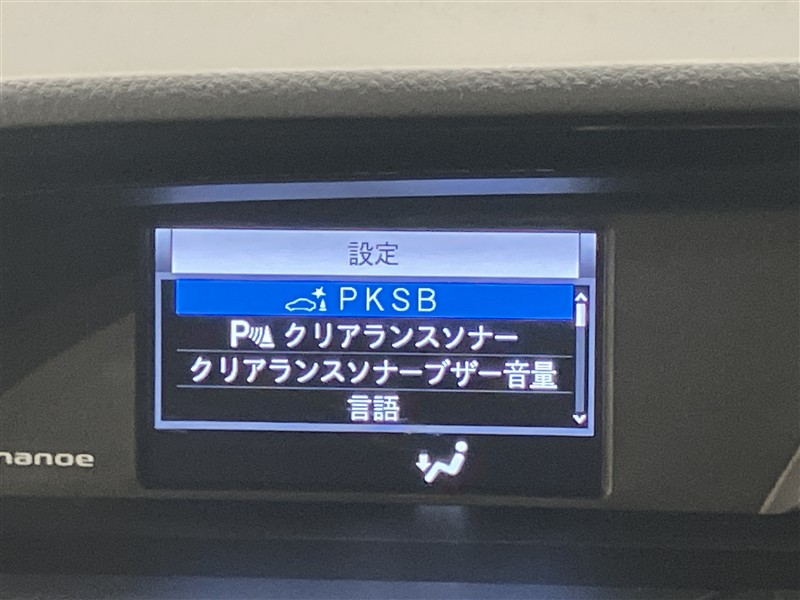 設定
PKSB
P クリアランスソナー
クリアランスソナーブザー音量
言語
nanoe